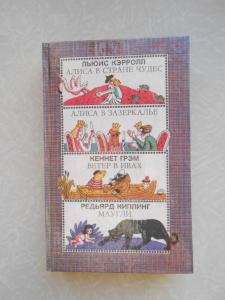 ЛЬЮИС КЭРРОЛЛ
АЛИСА В СТРАНЕ ЧУДЕС
АЛИСА В ЗАЗЕРКАЛЬЕ
КЕННЕТ ГРЭМ
ВЕТЕР В ИВАХ
РЕДЬЯРД КИПЛИНГ
МАУГЛИ